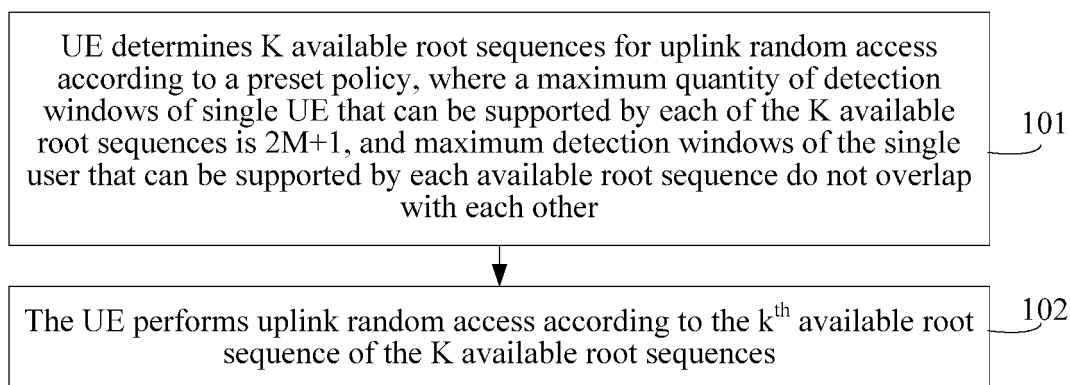 UE determines K available root sequences for uplink random access
according to a preset policy, where a maximum quantity of detection
windows of single UE that can be supported by each of the K available
root sequences is 2M+1, and maximum detection windows of the single
user that can be supported by each available root sequence do not overlap
with each other
101
The UE performs uplink random access according to the kth available root
sequence of the K available root sequences
102